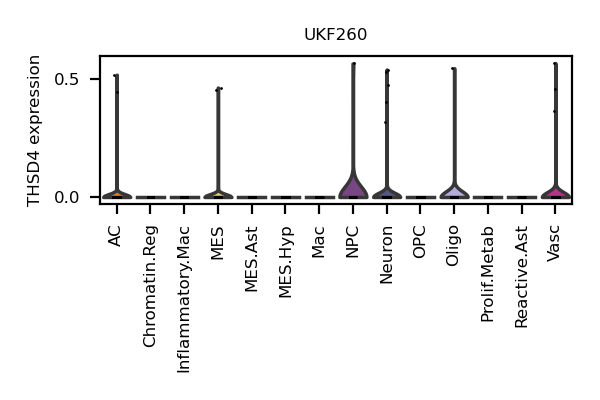 UKF260
THSD4 expression
0.5
0.0
AC
Chromatin.Reg
Inflammatory.Mac
MES
MES.Ast
MES.Hyp
Mac
NPC
Neuron
OPC
Oligo
Prolif.Metab
Reactive.Ast
Vasc